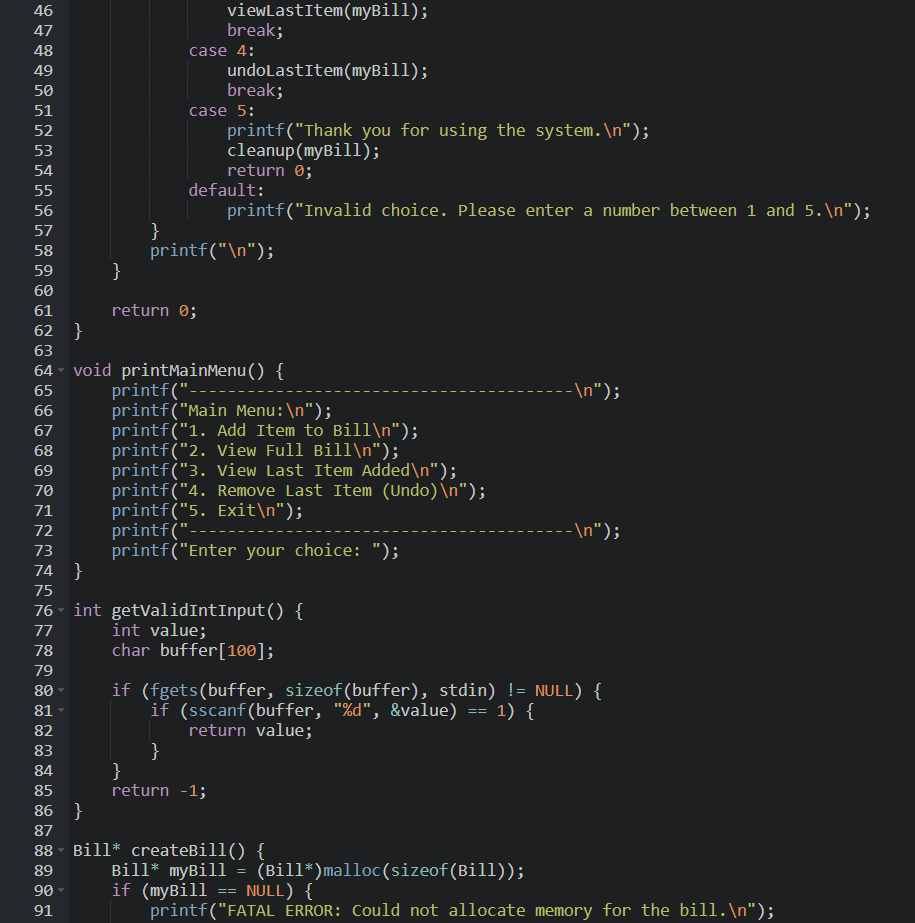 46                 viewLastItem(myBill);
47                 break;
48             case 4:
49                 undoLastItem(myBill);
50                 break;
51             case 5:
52                 printf("Thank you for using the system.\n");
53                 cleanup(myBill);
54                 return 0;
55             default:
56                 printf("Invalid choice. Please enter a number between 1 and 5.\n");
57         }
58         printf("\n");
59     }
60
61     return 0;
62 }
63
64 void printMainMenu() {
65     printf("----------------------------------------\n");
66     printf("Main Menu:\n");
67     printf("1. Add Item to Bill\n");
68     printf("2. View Full Bill\n");
69     printf("3. View Last Item Added\n");
70     printf("4. Remove Last Item (Undo)\n");
71     printf("5. Exit\n");
72     printf("----------------------------------------\n");
73     printf("Enter your choice: ");
74 }
75
76 int getValidIntInput() {
77     int value;
78     char buffer[100];
79
80     if (fgets(buffer, sizeof(buffer), stdin) != NULL) {
81         if (sscanf(buffer, "%d", &value) == 1) {
82             return value;
83         }
84     }
85     return -1;
86 }
87
88 Bill* createBill() {
89     Bill* myBill = (Bill*)malloc(sizeof(Bill));
90     if (myBill == NULL) {
91         printf("FATAL ERROR: Could not allocate memory for the bill.\n");